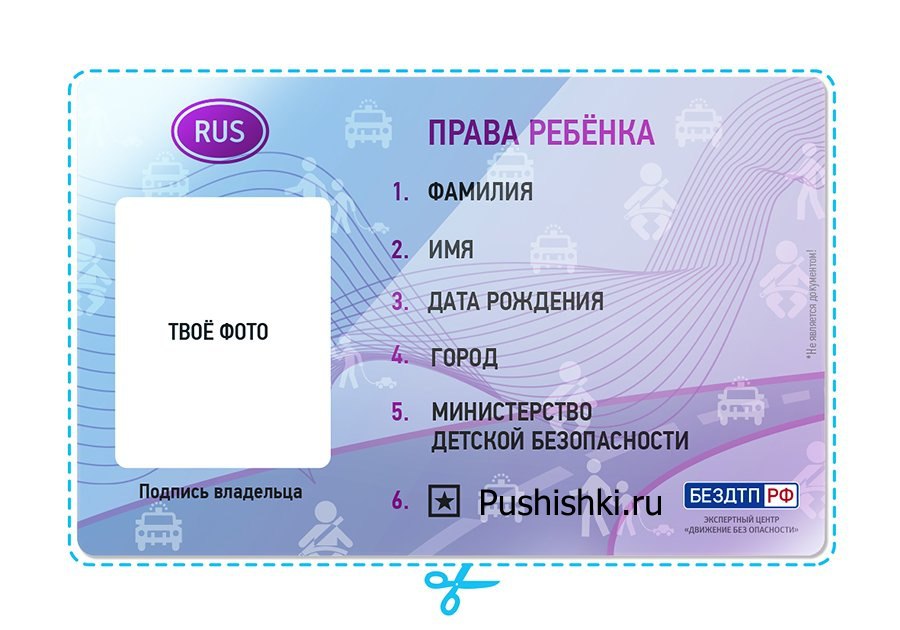 RUS
ПРАВА РЕБЁНКА
1. ФАМИЛИЯ
2. ИМЯ
3. ДАТА РОЖДЕНИЯ
4. ГОРОД
5. МИНИСТЕРСТВО
ДЕТСКОЙ БЕЗОПАСНОСТИ
6. Pushishki.ru
ТВОЁ ФОТО
Подпись владельца
БЕЗДТП РФ
ЭКСПЕРТНЫЙ ЦЕНТР
«ДВИЖЕНИЕ БЕЗ ОПАСНОСТИ»
*Не является документом!